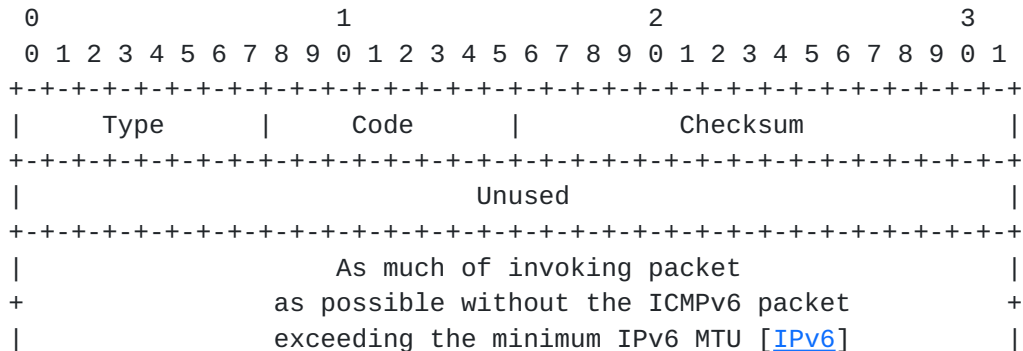 0                   1                   2                   3
 0 1 2 3 4 5 6 7 8 9 0 1 2 3 4 5 6 7 8 9 0 1 2 3 4 5 6 7 8 9 0 1
+-+-+-+-+-+-+-+-+-+-+-+-+-+-+-+-+-+-+-+-+-+-+-+-+-+-+-+-+-+-+-+-+
|     Type      |     Code      |          Checksum             |
+-+-+-+-+-+-+-+-+-+-+-+-+-+-+-+-+-+-+-+-+-+-+-+-+-+-+-+-+-+-+-+-+
|                             Unused                            |
+-+-+-+-+-+-+-+-+-+-+-+-+-+-+-+-+-+-+-+-+-+-+-+-+-+-+-+-+-+-+-+-+
|                    As much of invoking packet                 |
+                as possible without the ICMPv6 packet          +
|                exceeding the minimum IPv6 MTU [IPv6]          |